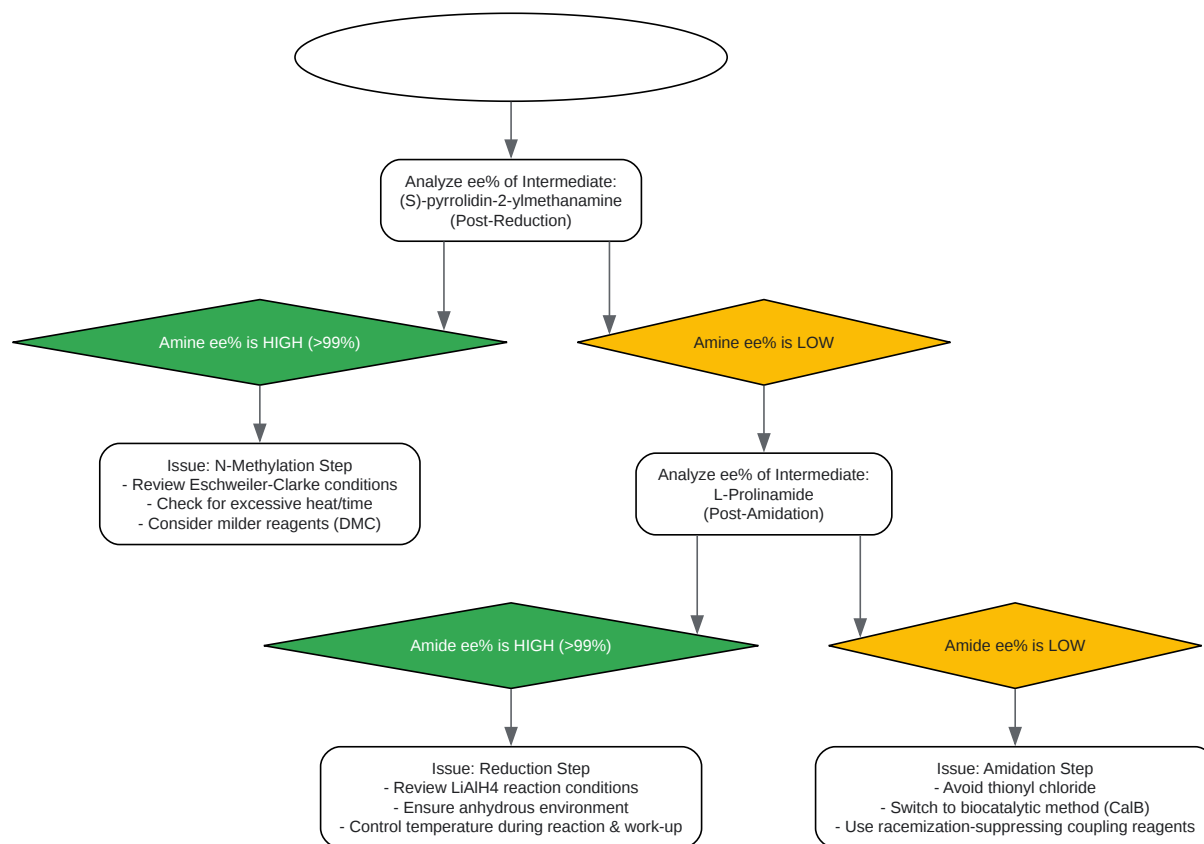 Analyze ee% of Intermediate:
(S)-pyrrolidin-2-ylmethanamine
(Post-Reduction)
Amine ee% is HIGH (>99%)
Amine ee% is LOW
Issue: N-Methylation Step
- Review Eschweiler-Clarke conditions
- Check for excessive heat/time
- Consider milder reagents (DMC)
Analyze ee% of Intermediate:
L-Prolinamide
(Post-Amidation)
Amide ee% is HIGH (>99%)
Amide ee% is LOW
Issue: Reduction Step
- Review LiAlH4 reaction conditions
- Ensure anhydrous environment
- Control temperature during reaction & work-up
Issue: Amidation Step
- Avoid thionyl chloride
- Switch to biocatalytic method (CalB)
- Use racemization-suppressing coupling reagents